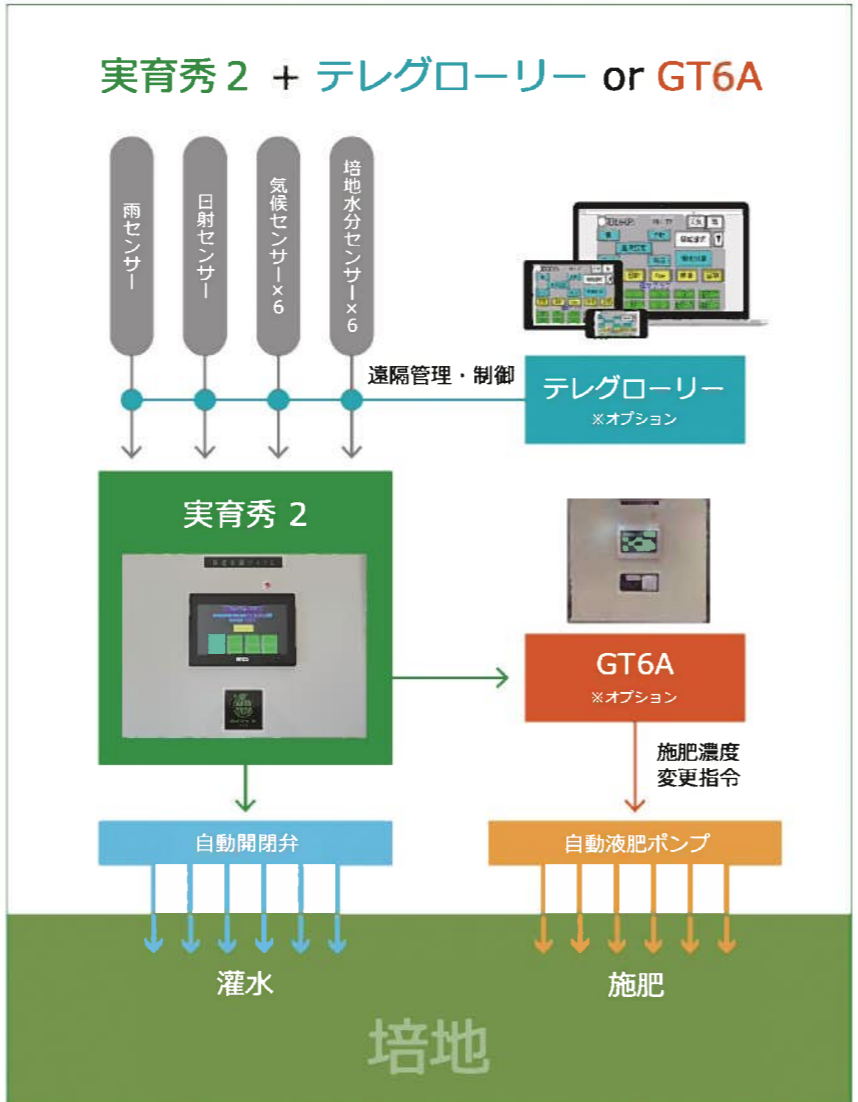 実育秀2 + テレグローリー or GT6A
雨センサー
日射センサー
気候センサー×6
培地水分センサー×6
遠隔管理・制御
テレグローリー
※オプション
実育秀 2
GT6A
※オプション
施肥濃度
変更指令
自動開閉弁
自動液肥ポンプ
灌水
施肥
培地